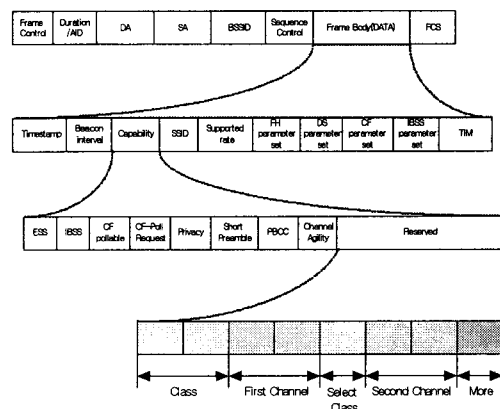 Frame Control
Duration /AID
DA
SA
BSSID
Sequence Control
Frame Body(DATA)
FCS
Timestamp
Beacon interval
Capability
SSID
Supported rate
FH parameter set
DS parameter set
CF parameter set
IBSS parameter set
TIM
ESS
IBSS
CF pollable
CF-Poll Request
Privacy
Short Preamble
PBCC
Channel Agility
Reserved
Class
First Channel
Select Class
Second Channel
More